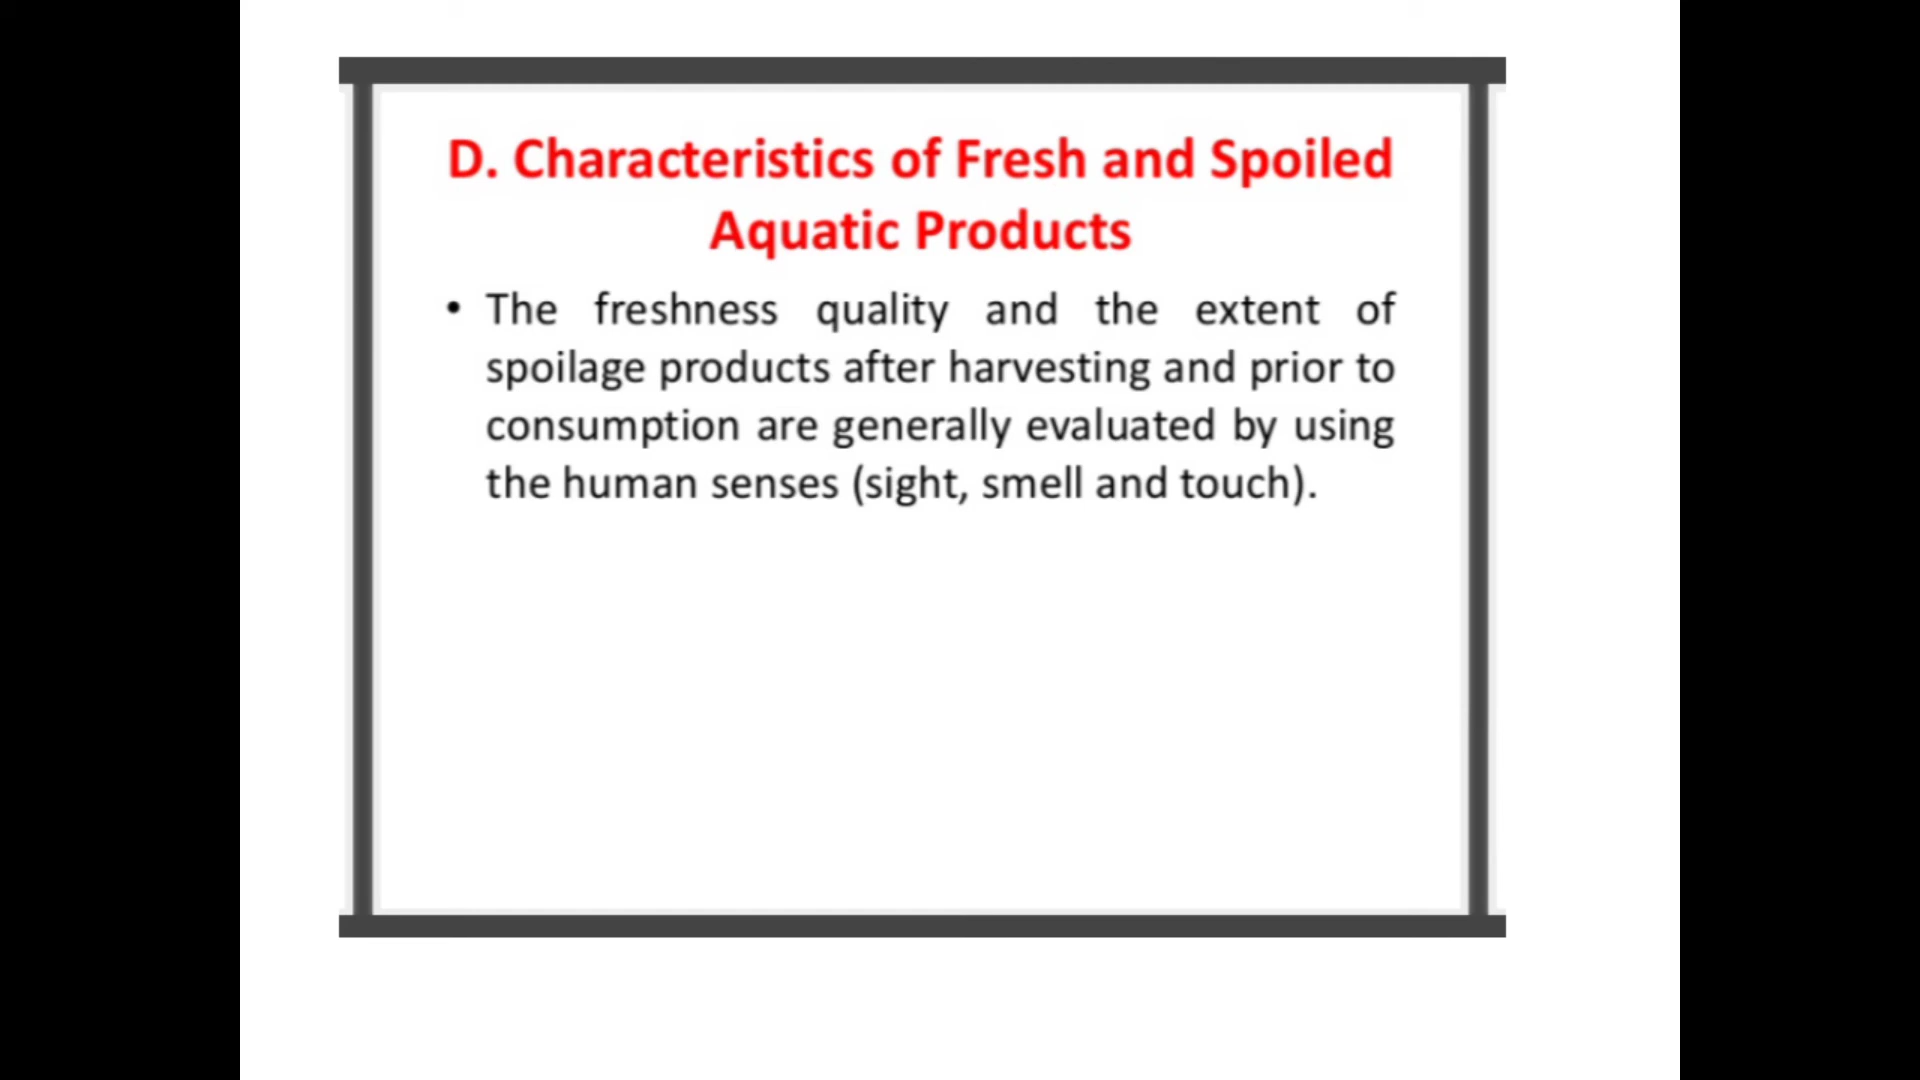 D. Characteristics of Fresh and Spoiled
Aquatic Products
• The freshness quality and the extent of
spoilage products after harvesting and prior to
consumption are generally evaluated by using
the human senses (sight, smell and touch).